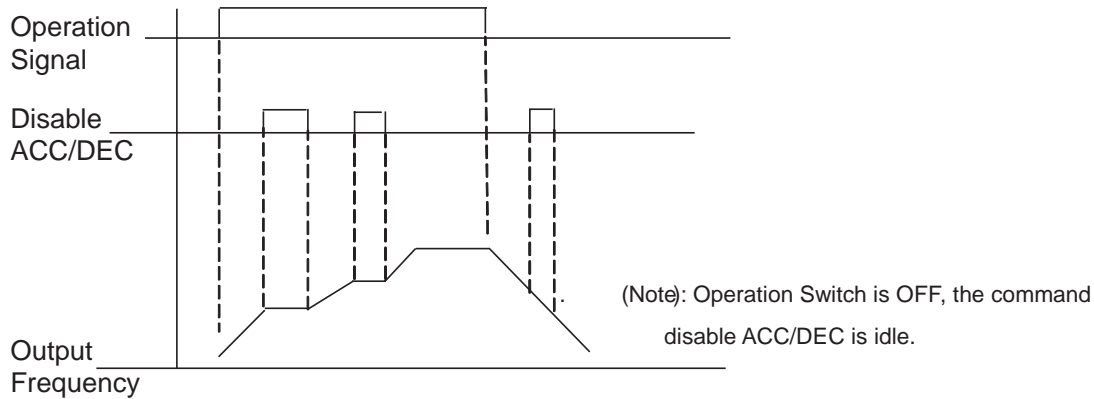 Operation
Signal
Disable
ACC/DEC
(Note): Operation Switch is OFF, the command
disable ACC/DEC is idle.
Output
Frequency